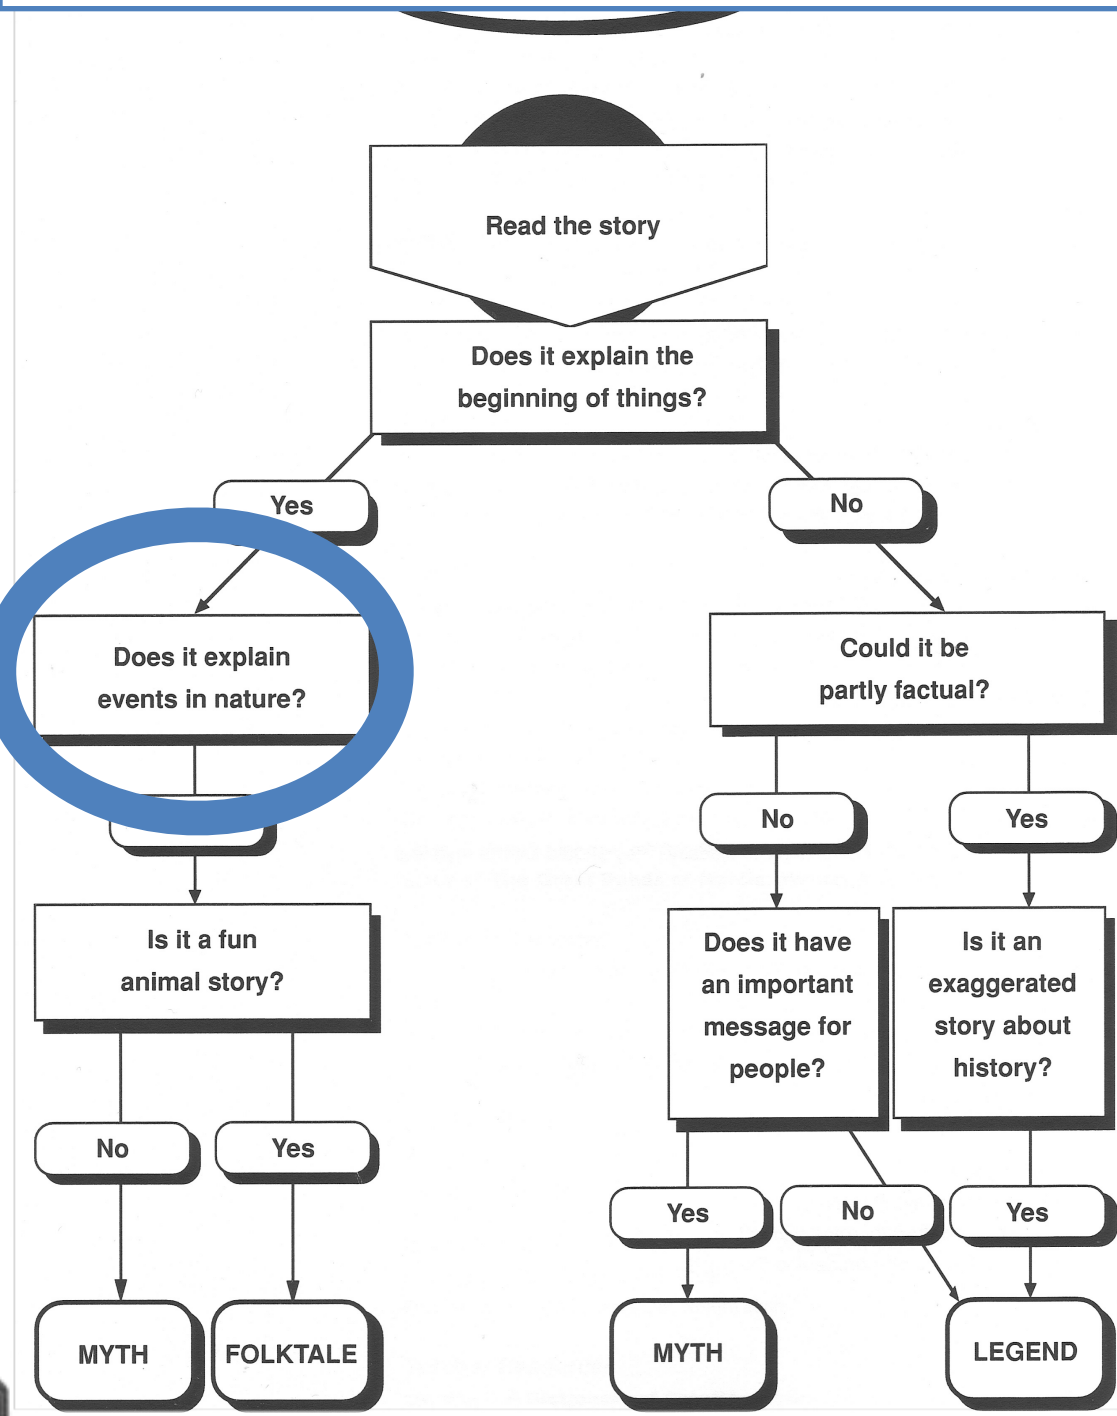 Read the story
Does it explain the
beginning of things?
Yes
No
Does it explain
events in nature?
Could it be
partly factual?
No
Yes
Is it a fun
animal story?
Does it have
an important
message for
people?
Is it an
exaggerated
story about
history?
No
Yes
Yes
No
Yes
MYTH
FOLKTALE
MYTH
LEGEND